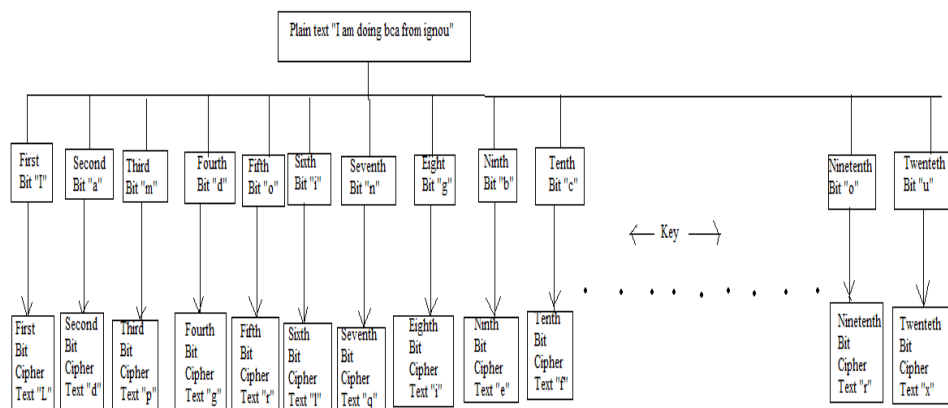 Plain text "I am doing bca from ignou"
First
Bit "I"
Second
Bit "a"
Third
Bit "m"
Fourth
Bit "d"
Fifth
Bit "o"
Sixth
Bit "i"
Seventh
Bit "n"
Eight
Bit "g"
Ninth
Bit "b"
Tenth
Bit "c"
Ninetenth
Bit "o"
Twenteth
Bit "u"
Key
First
Bit
Cipher
Text "L"
Second
Bit
Cipher
Text "d"
Third
Bit
Cipher
Text "p"
Fourth
Bit
Cipher
Text "g"
Fifth
Bit
Cipher
Text "r"
Sixth
Bit
Cipher
Text "l"
Seventh
Bit
Cipher
Text "q"
Eighth
Bit
Cipher
Text "i"
Ninth
Bit
Cipher
Text "e"
Tenth
Bit
Cipher
Text "f"
Ninetenth
Bit
Cipher
Text "r"
Twenteth
Bit
Cipher
Text "x"